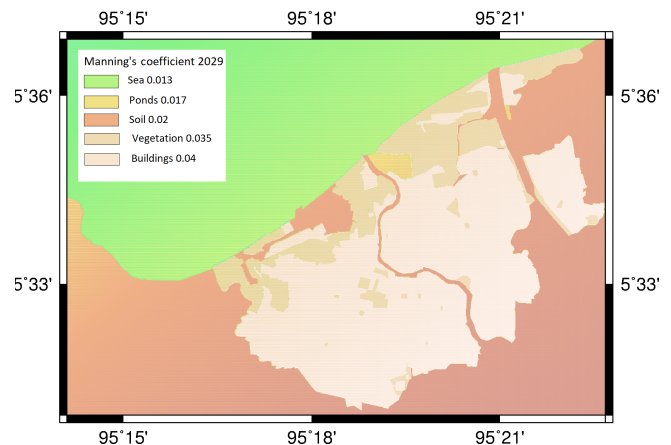 95°15' 95°18' 95°21'
Manning's coefficient 2029
Sea 0.013
Ponds 0.017
Soil 0.02
Vegetation 0.035
Buildings 0.04
5°36' 5°36'
5°33' 5°33'
95°15' 95°18' 95°21'